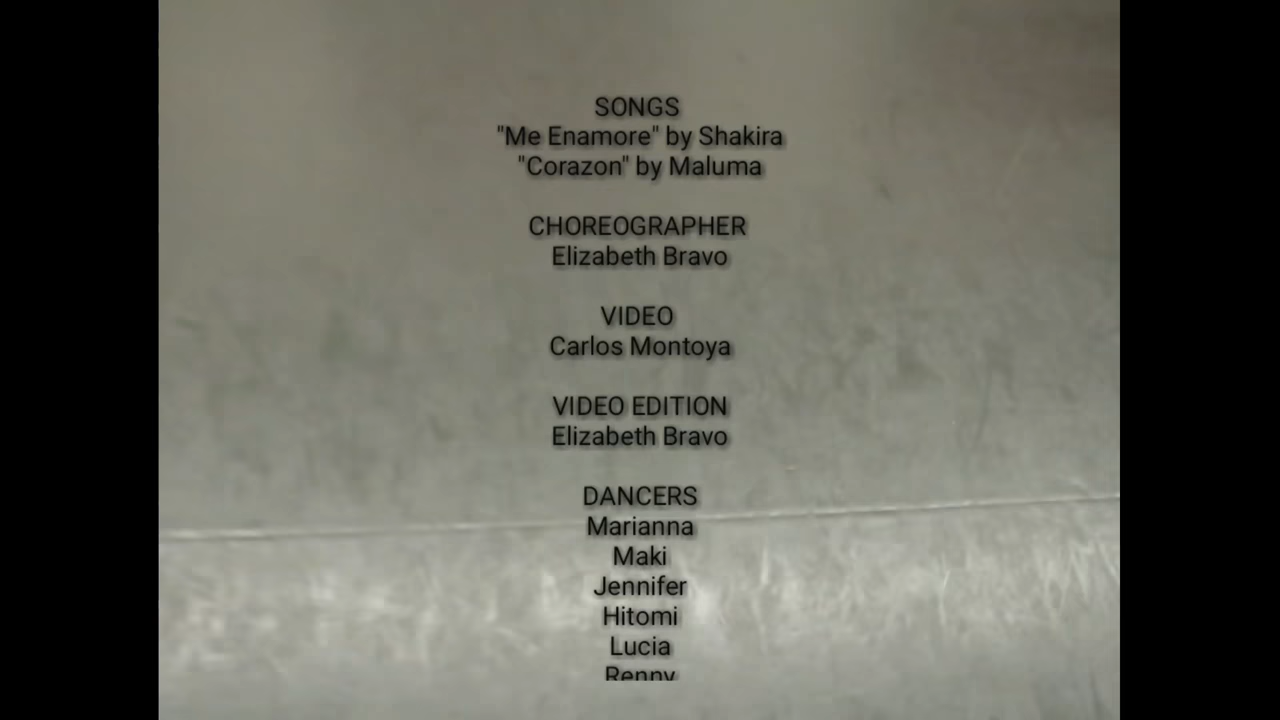 SONGS
"Me Enamore" by Shakira
"Corazon" by Maluma
CHOREOGRAPHER
Elizabeth Bravo
VIDEO
Carlos Montoya
VIDEO EDITION
Elizabeth Bravo
DANCERS
Marianna
Maki
Jennifer
Hitomi
Lucia
Renny